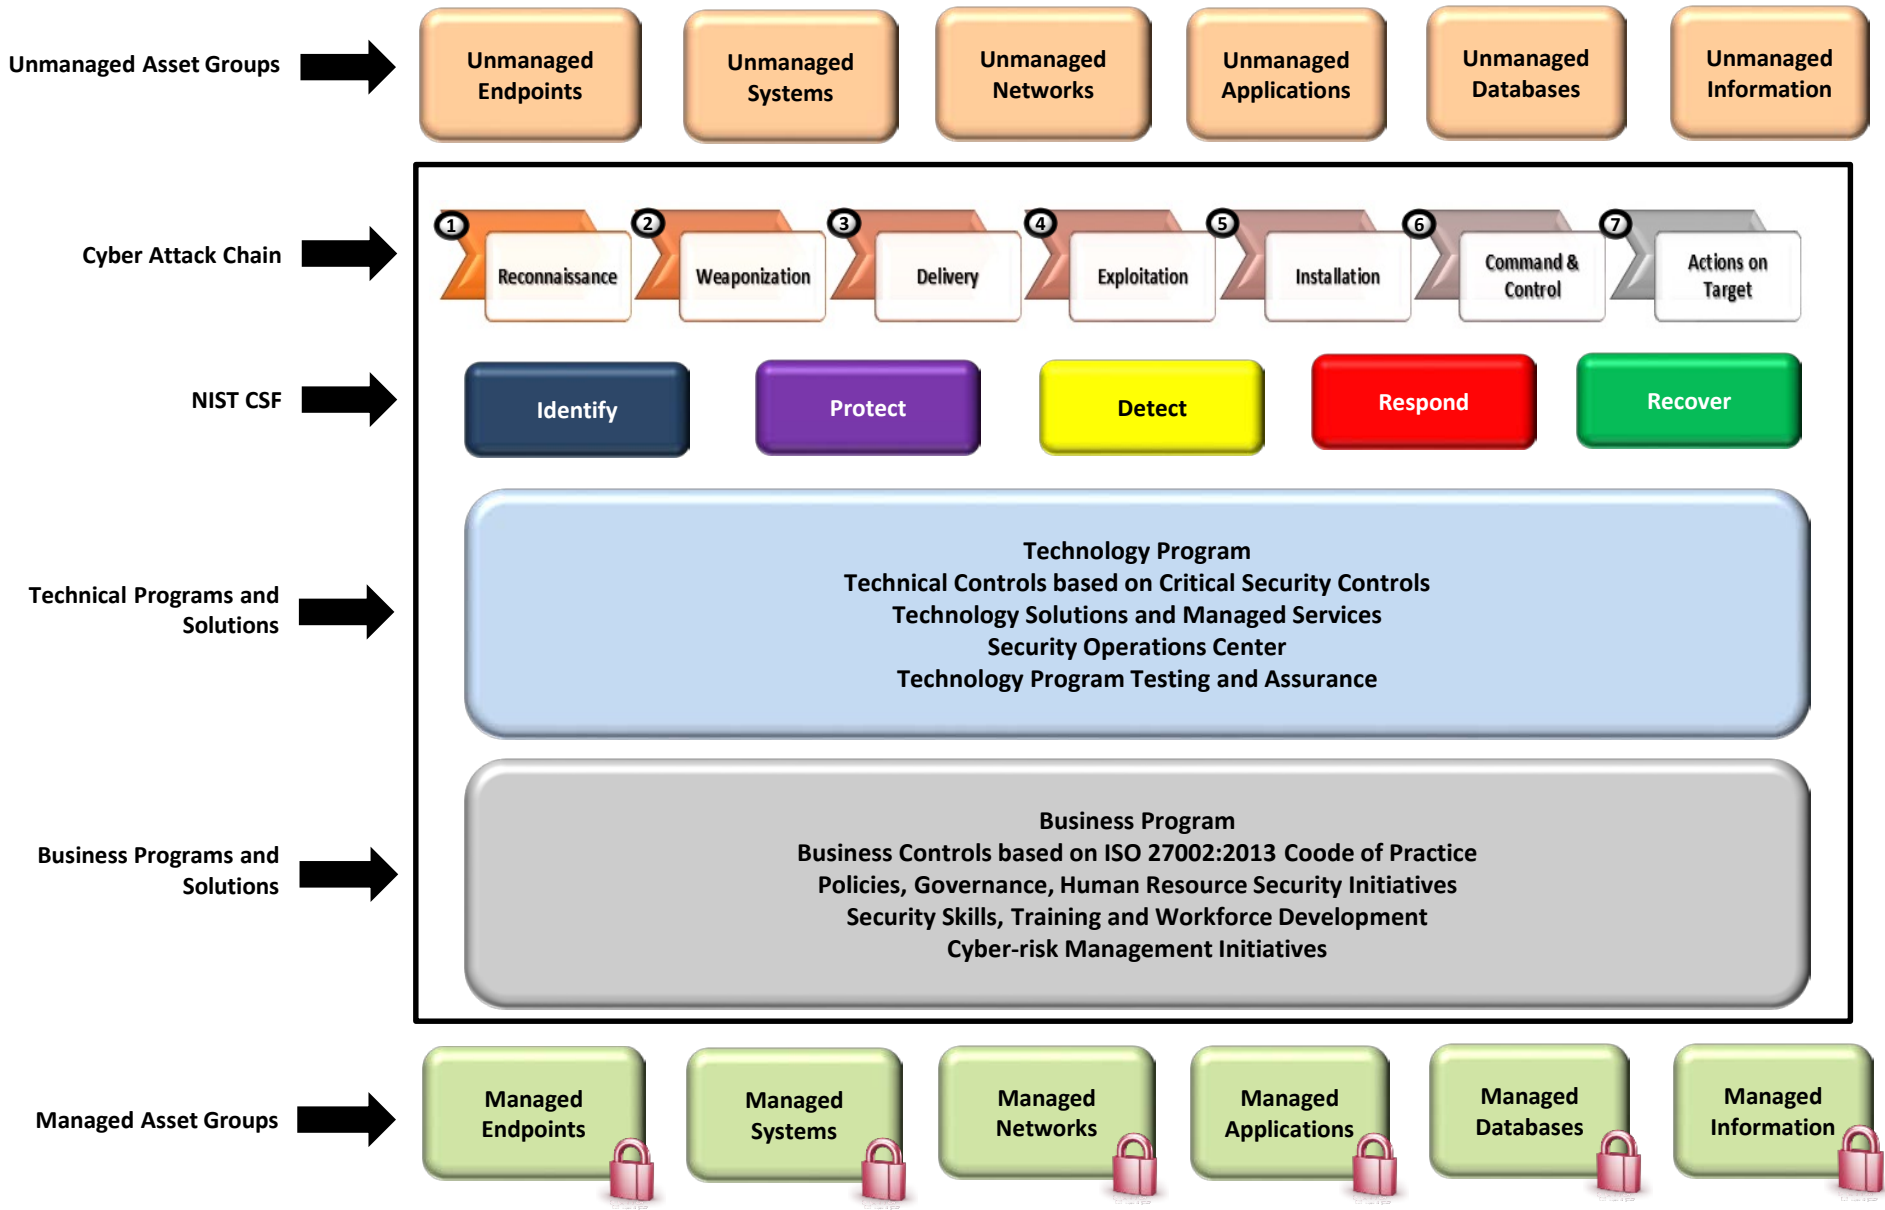 Unmanaged Asset Groups
Unmanaged
Endpoints
Unmanaged
Systems
Unmanaged
Networks
Unmanaged
Applications
Unmanaged
Databases
Unmanaged
Information
Cyber Attack Chain
1
Reconnaissance
2
Weaponization
3
Delivery
4
Exploitation
5
Installation
6
Command &
Control
7
Actions on
Target
NIST CSF
Identify
Protect
Detect
Respond
Recover
Technical Programs and
Solutions
Technology Program
Technical Controls based on Critical Security Controls
Technology Solutions and Managed Services
Security Operations Center
Technology Program Testing and Assurance
Business Programs and
Solutions
Business Program
Business Controls based on ISO 27002:2013 Coode of Practice
Policies, Governance, Human Resource Security Initiatives
Security Skills, Training and Workforce Development
Cyber-risk Management Initiatives
Managed Asset Groups
Managed
Endpoints
Managed
Systems
Managed
Networks
Managed
Applications
Managed
Databases
Managed
Information